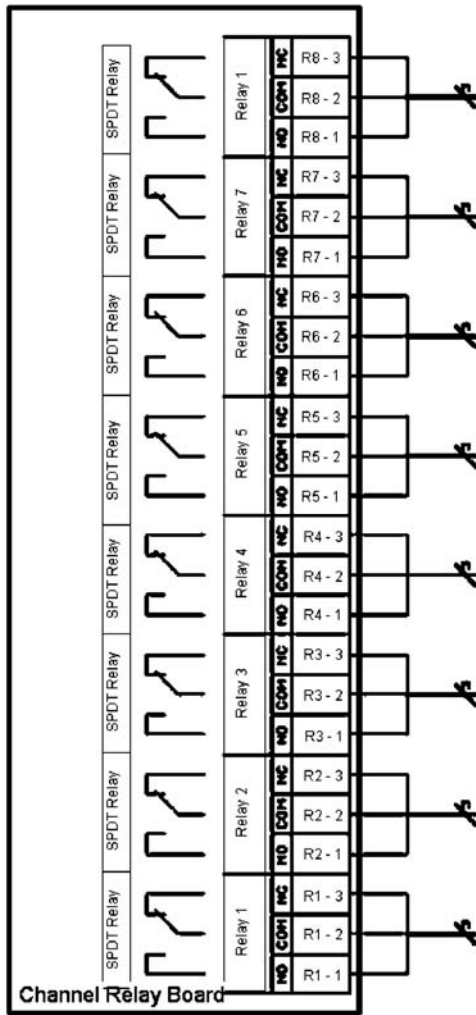 SPDT Relay
Relay 1
NC
R8 - 3
COM
R8 - 2
NO
R8 - 1
SPDT Relay
Relay 7
NC
R7 - 3
COM
R7 - 2
NO
R7 - 1
SPDT Relay
Relay 6
NC
R6 - 3
COM
R6 - 2
NO
R6 - 1
SPDT Relay
Relay 5
NC
R5 - 3
COM
R5 - 2
NO
R5 - 1
SPDT Relay
Relay 4
NC
R4 - 3
COM
R4 - 2
NO
R4 - 1
SPDT Relay
Relay 3
NC
R3 - 3
COM
R3 - 2
NO
R3 - 1
SPDT Relay
Relay 2
NC
R2 - 3
COM
R2 - 2
NO
R2 - 1
SPDT Relay
Relay 1
NC
R1 - 3
COM
R1 - 2
NO
R1 - 1
Channel Relay Board